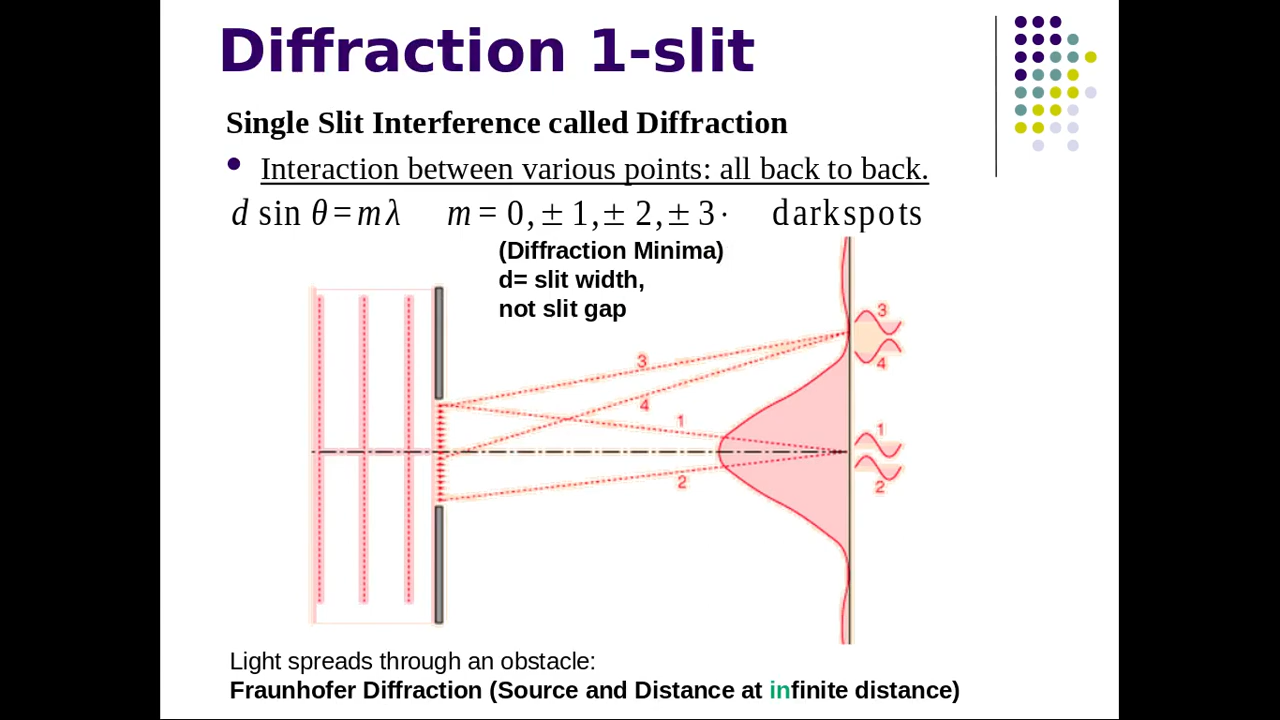 Diffraction 1-slit
Single Slit Interference called Diffraction
Interaction between various points: all back to back.
d sin θ = mλ m = 0, ± 1, ± 2, ± 3 · darkspots
(Diffraction Minima)
d= slit width,
not slit gap
3
3
4
4
1
1
2
2
Light spreads through an obstacle:
Fraunhofer Diffraction (Source and Distance at infinite distance)